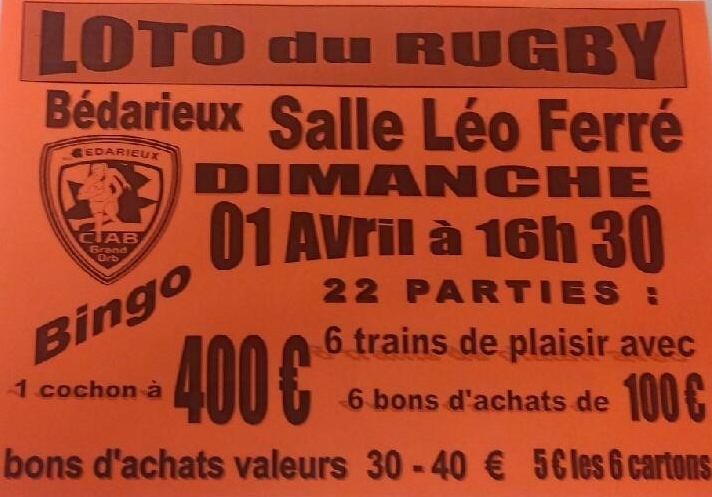 LOTO du RUGBY
Bédarieux Salle Léo Ferré
BEDARIEUX
CIAB
Grand
Orb
DIMANCHE
01 Avril à 16h 30
22 PARTIES :
Bingo
6 trains de plaisir avec
1 cochon à 400 €
6 bons d'achats de 100 €
bons d'achats valeurs 30 - 40 € 5 € les 6 cartons